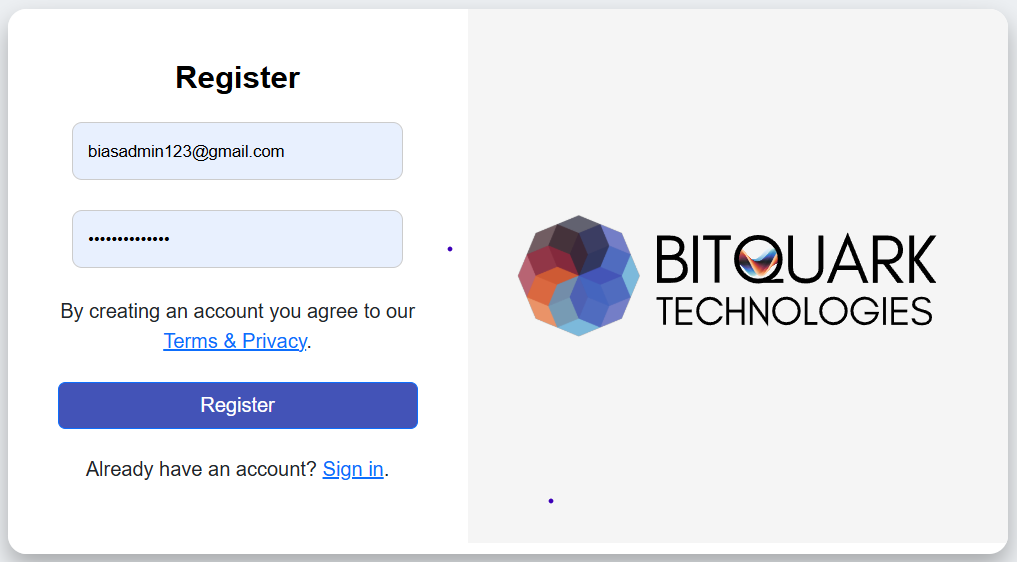 Register
biasadmin123@gmail.com
••••••••••••••
By creating an account you agree to our
Terms & Privacy.
Register
Already have an account? Sign in.
BITQUARK
TECHNOLOGIES